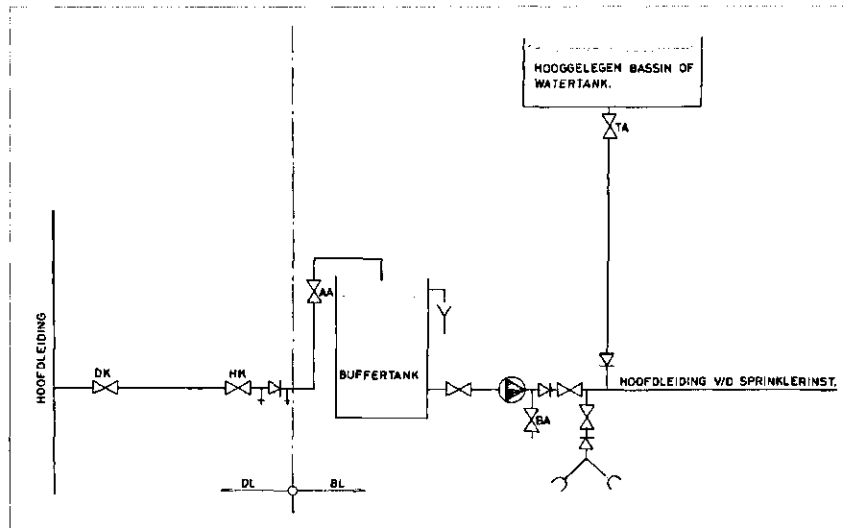 HOOGGELEGEN BASSIN OF
WATERTANK.
TA
HOOFDLEIDING
AA
DK
HK
BUFFERTANK
HOOFDLEIDING V/D SPRINKLERINST.
BA
DL
BL